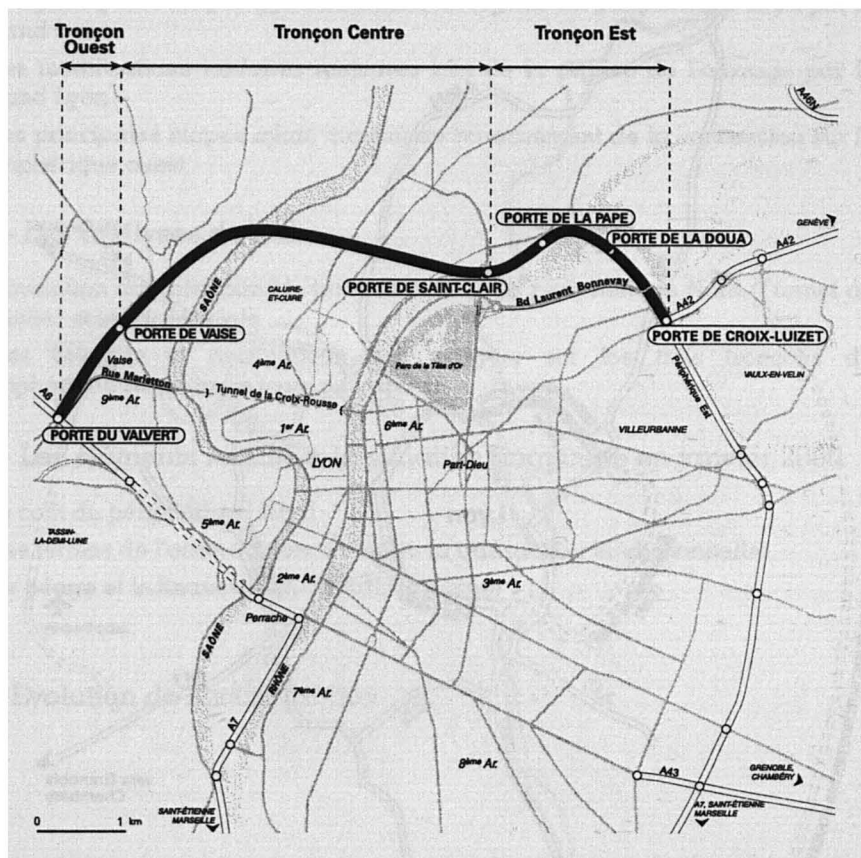 Tronçon
Ouest
Tronçon Centre
Tronçon Est
A46N
PORTE DE LA PAPE
GENÈVE
A42
PORTE DE LA DOUA
SAÔNE
CALUIRE-
ET-CUIRE
PORTE DE SAINT-CLAIR
Bd Laurent Bonnevay
A42
PORTE DE VAISE
PORTE DE CROIX-LUIZET
Vaise
Rue Marietton
4ème Ar.
Parc de la Tête d'Or
Périphérique Est
VAULX-EN-VELIN
A6
9ème Ar.
Tunnel de la Croix-Rousse
PORTE DU VALVERT
1er Ar.
6ème Ar.
VILLEURBANNE
LYON
Part-Dieu
TASSIN-
LA-DEMI-LUNE
5ème Ar.
2ème Ar.
3ème Ar.
Perrache
SAÔNE
RHÔNE
7ème Ar.
A7
8ème Ar.
A43
GRENOBLE,
CHAMBÉRY
SAINT-ÉTIENNE
MARSEILLE
A7, SAINT-ÉTIENNE
MARSEILLE
0 1 km